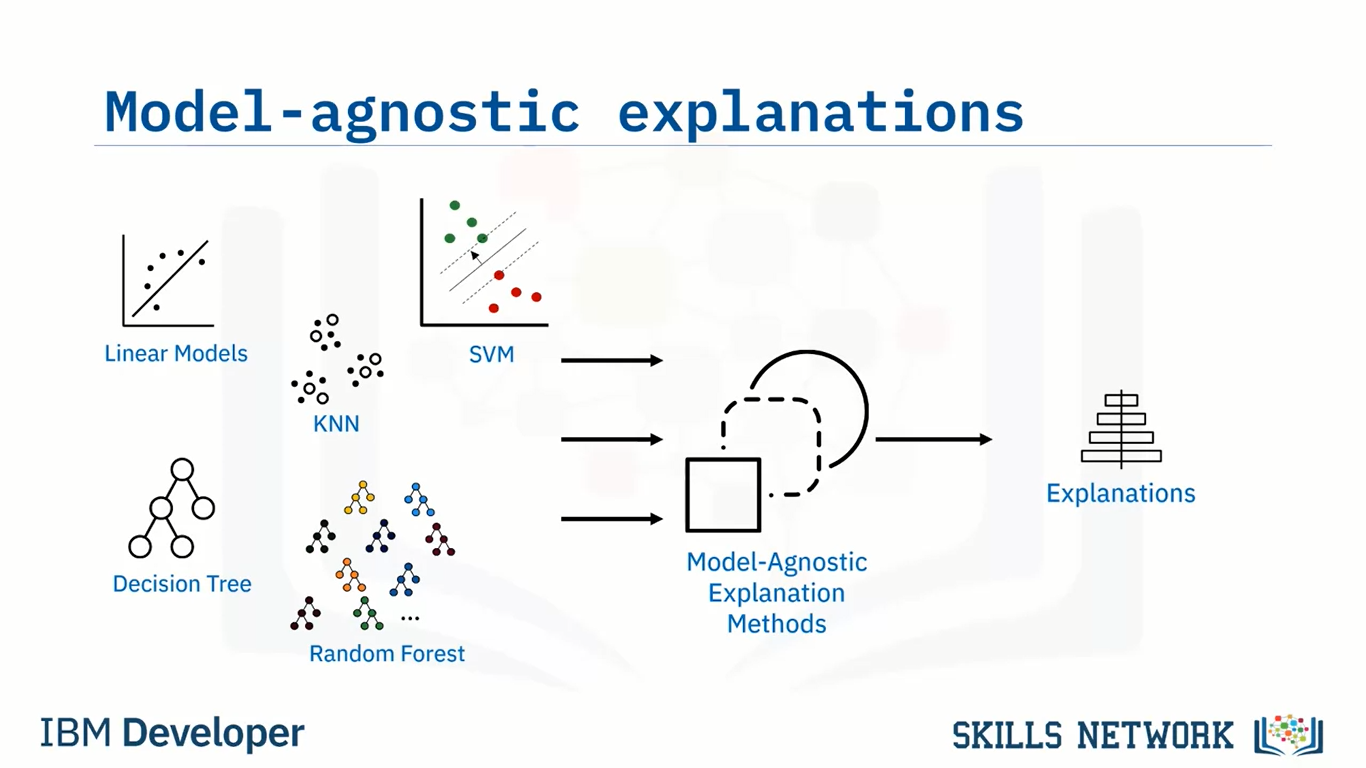 Model-agnostic explanations
Linear Models
KNN
SVM
Decision Tree
...
Random Forest
Model-Agnostic
Explanation
Methods
Explanations
IBM Developer
SKILLS NETWORK